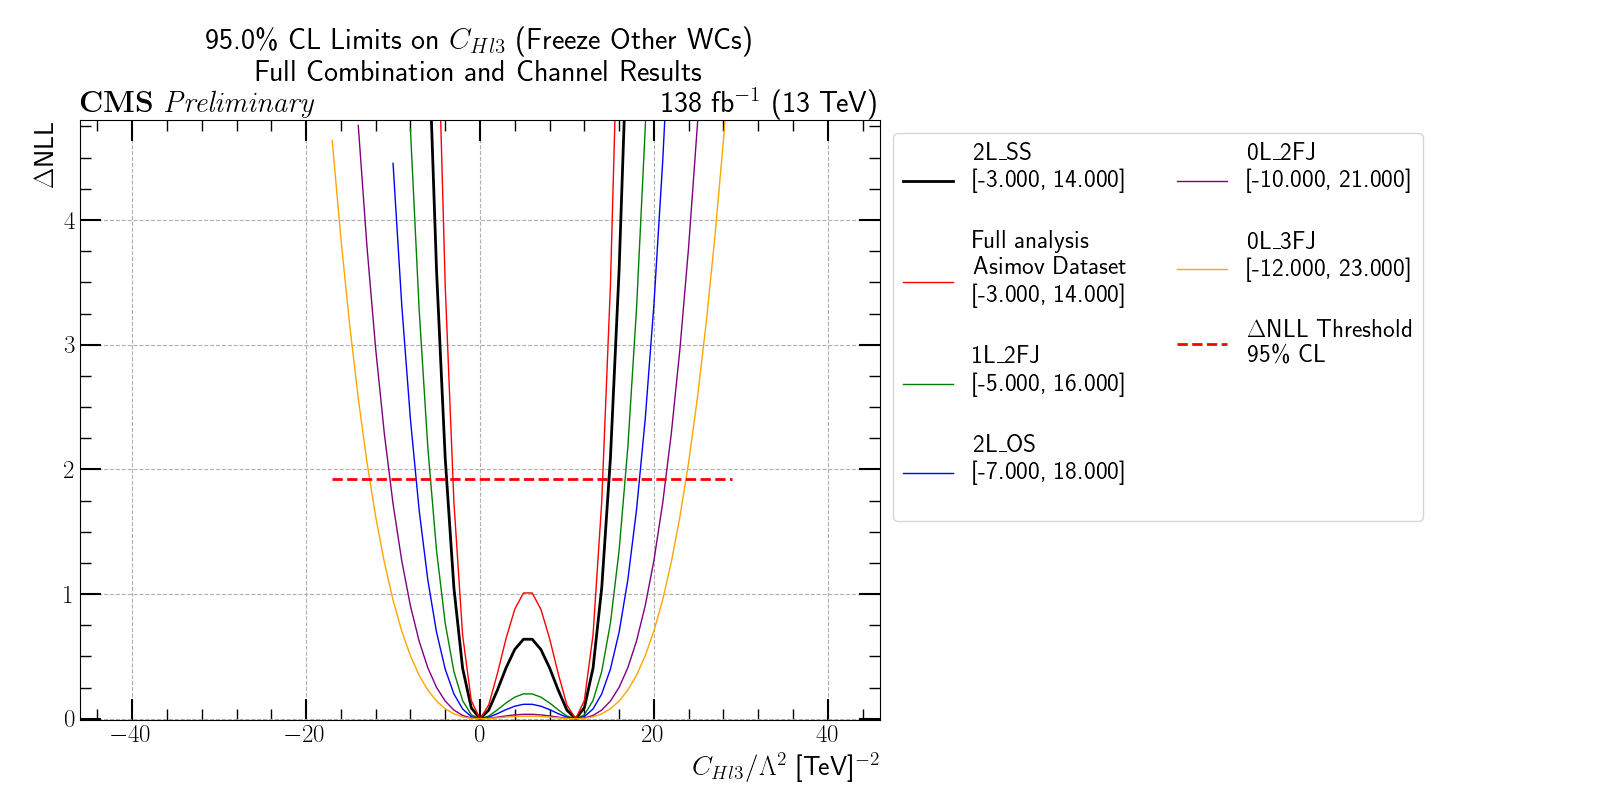 95.0% CL Limits on C_{Hl3} (Freeze Other WCs)
Full Combination and Channel Results
CMS Preliminary
138 fb^{-1} (13 TeV)
ΔNLL
4
3
2
1
0
−40
−20
0
20
40
C_{Hl3}/Λ^{2} [TeV]^{-2}
2L_SS
[-3.000, 14.000]
Full analysis
Asimov Dataset
[-3.000, 14.000]
1L_2FJ
[-5.000, 16.000]
2L_OS
[-7.000, 18.000]
0L_2FJ
[-10.000, 21.000]
0L_3FJ
[-12.000, 23.000]
ΔNLL Threshold
95% CL